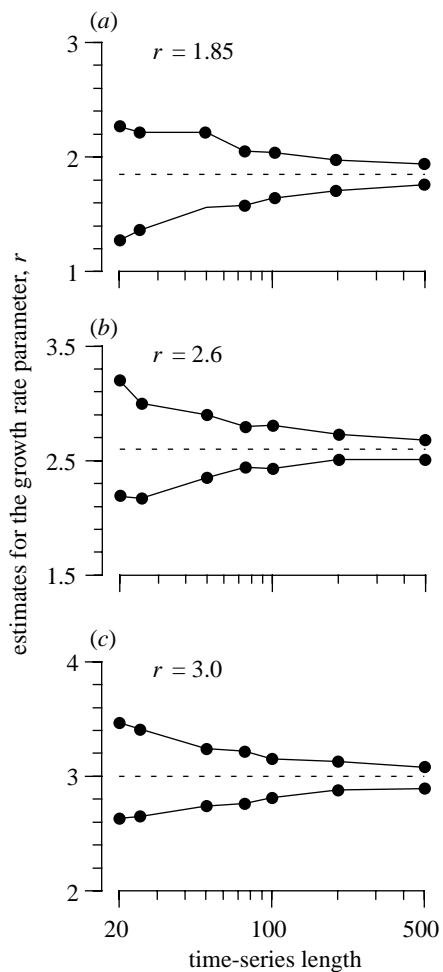 (a)
r = 1.85
3
2
1
(b)
r = 2.6
3.5
2.5
1.5
(c)
r = 3.0
4
3
2
20 100 500
time-series length
estimates for the growth rate parameter, r